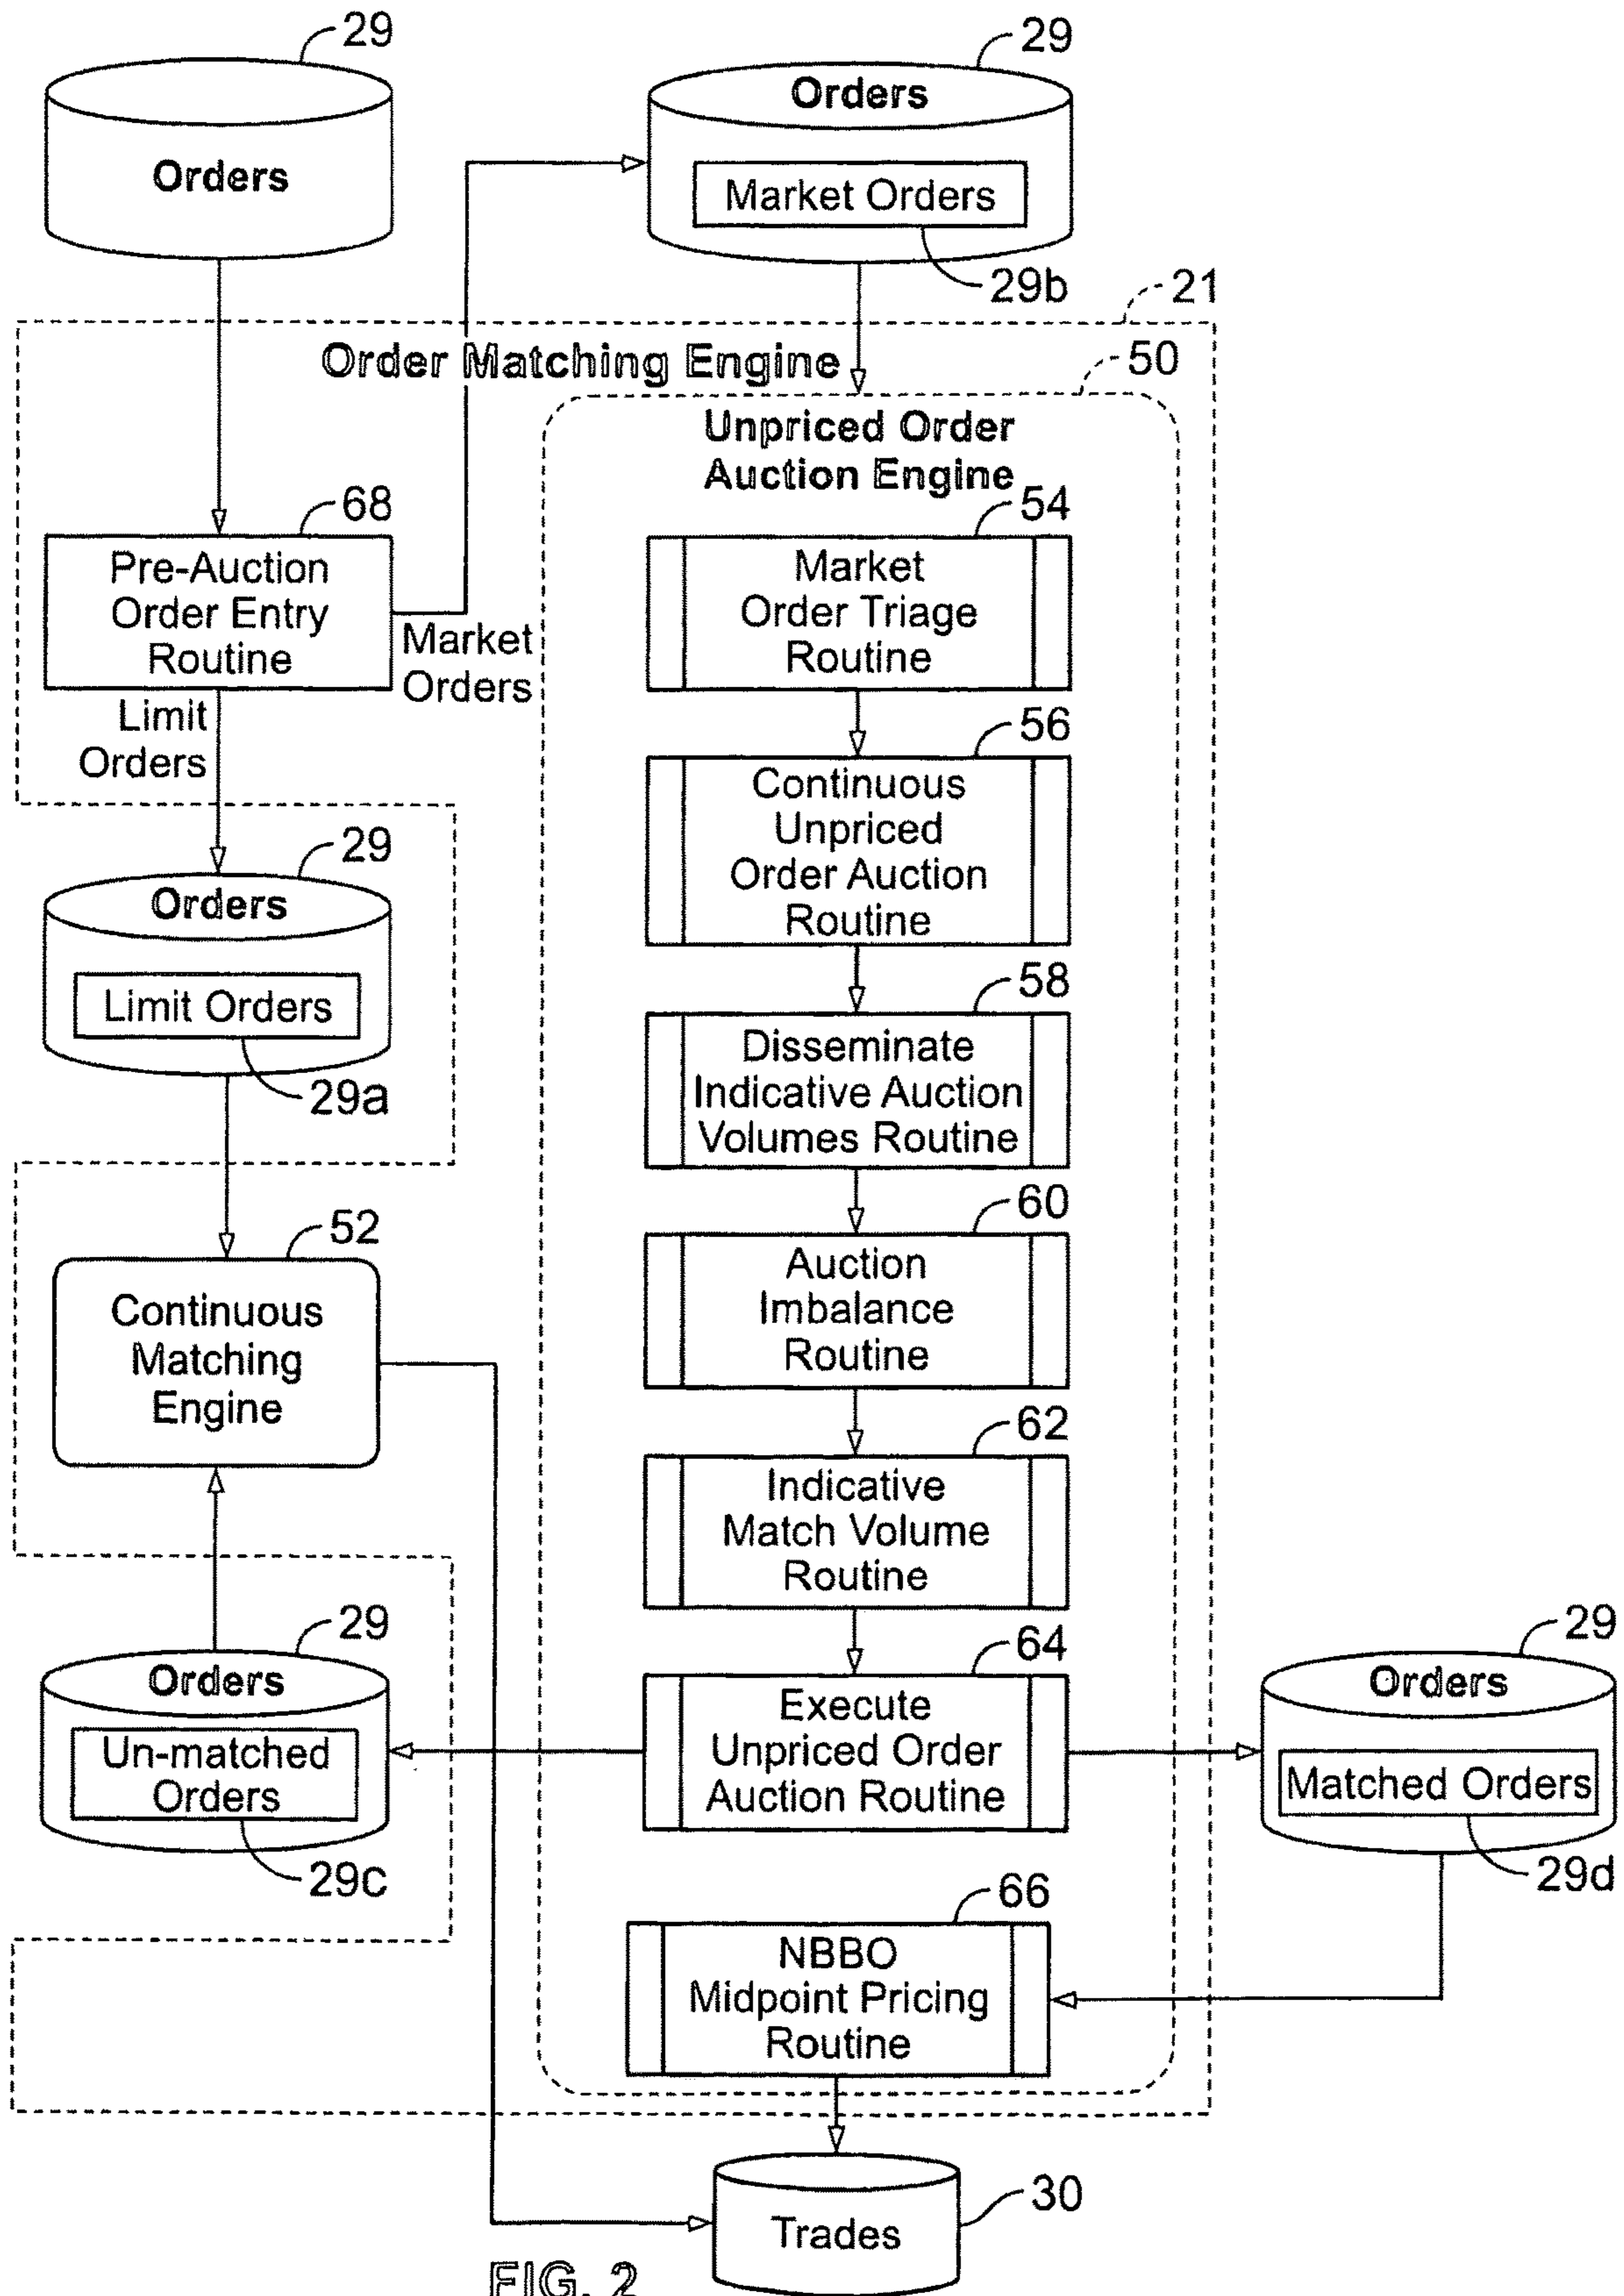 29
Orders
29
Orders
Market Orders
29b
21
Order Matching Engine
50
Unpriced Order
Auction Engine
68
Pre-Auction
Order Entry
Routine
Market
Orders
Limit
Orders
54
Market
Order Triage
Routine
56
Continuous
Unpriced
Order Auction
Routine
29
Orders
Limit Orders
29a
58
Disseminate
Indicative Auction
Volumes Routine
60
Auction
Imbalance
Routine
52
Continuous
Matching
Engine
62
Indicative
Match Volume
Routine
29
Orders
Un-matched
Orders
29c
64
Execute
Unpriced Order
Auction Routine
29
Orders
Matched Orders
29d
66
NBBO
Midpoint Pricing
Routine
30
Trades
FIG. 2